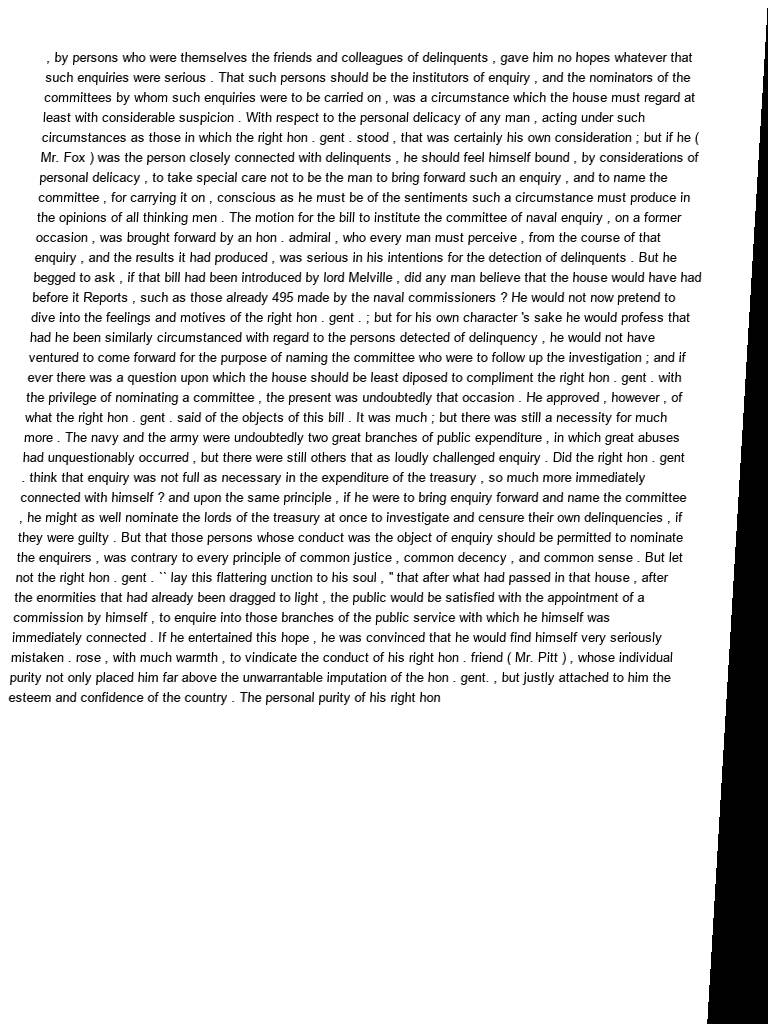 , by persons who were themselves the friends and colleagues of delinquents , gave him no hopes whatever that
such enquiries were serious . That such persons should be the institutors of enquiry , and the nominators of the
committees by whom such enquiries were to be carried on , was a circumstance which the house must regard at
least with considerable suspicion . With respect to the personal delicacy of any man , acting under such
circumstances as those in which the right hon . gent . stood , that was certainly his own consideration ; but if he (
Mr. Fox ) was the person closely connected with delinquents , he should feel himself bound , by considerations of
personal delicacy , to take special care not to be the man to bring forward such an enquiry , and to name the
committee , for carrying it on , conscious as he must be of the sentiments such a circumstance must produce in
the opinions of all thinking men . The motion for the bill to institute the committee of naval enquiry , on a former
occasion , was brought forward by an hon . admiral , who every man must perceive , from the course of that
enquiry , and the results it had produced , was serious in his intentions for the detection of delinquents . But he
begged to ask , if that bill had been introduced by lord Melville , did any man believe that the house would have had
before it Reports , such as those already 495 made by the naval commissioners ? He would not now pretend to
dive into the feelings and motives of the right hon . gent . ; but for his own character 's sake he would profess that
had he been similarly circumstanced with regard to the persons detected of delinquency , he would not have
ventured to come forward for the purpose of naming the committee who were to follow up the investigation ; and if
ever there was a question upon which the house should be least diposed to compliment the right hon . gent . with
the privilege of nominating a committee , the present was undoubtedly that occasion . He approved , however , of
what the right hon . gent . said of the objects of this bill . It was much ; but there was still a necessity for much
more . The navy and the army were undoubtedly two great branches of public expenditure , in which great abuses
had unquestionably occurred , but there were still others that as loudly challenged enquiry . Did the right hon . gent
. think that enquiry was not full as necessary in the expenditure of the treasury , so much more immediately
connected with himself ? and upon the same principle , if he were to bring enquiry forward and name the committee
, he might as well nominate the lords of the treasury at once to investigate and censure their own delinquencies , if
they were guilty . But that those persons whose conduct was the object of enquiry should be permitted to nominate
the enquirers , was contrary to every principle of common justice , common decency , and common sense . But let
not the right hon . gent . `` lay this flattering unction to his soul , '' that after what had passed in that house , after
the enormities that had already been dragged to light , the public would be satisfied with the appointment of a
commission by himself , to enquire into those branches of the public service with which he himself was
immediately connected . If he entertained this hope , he was convinced that he would find himself very seriously
mistaken . rose , with much warmth , to vindicate the conduct of his right hon . friend ( Mr. Pitt ) , whose individual
purity not only placed him far above the unwarrantable imputation of the hon . gent. , but justly attached to him the
esteem and confidence of the country . The personal purity of his right hon